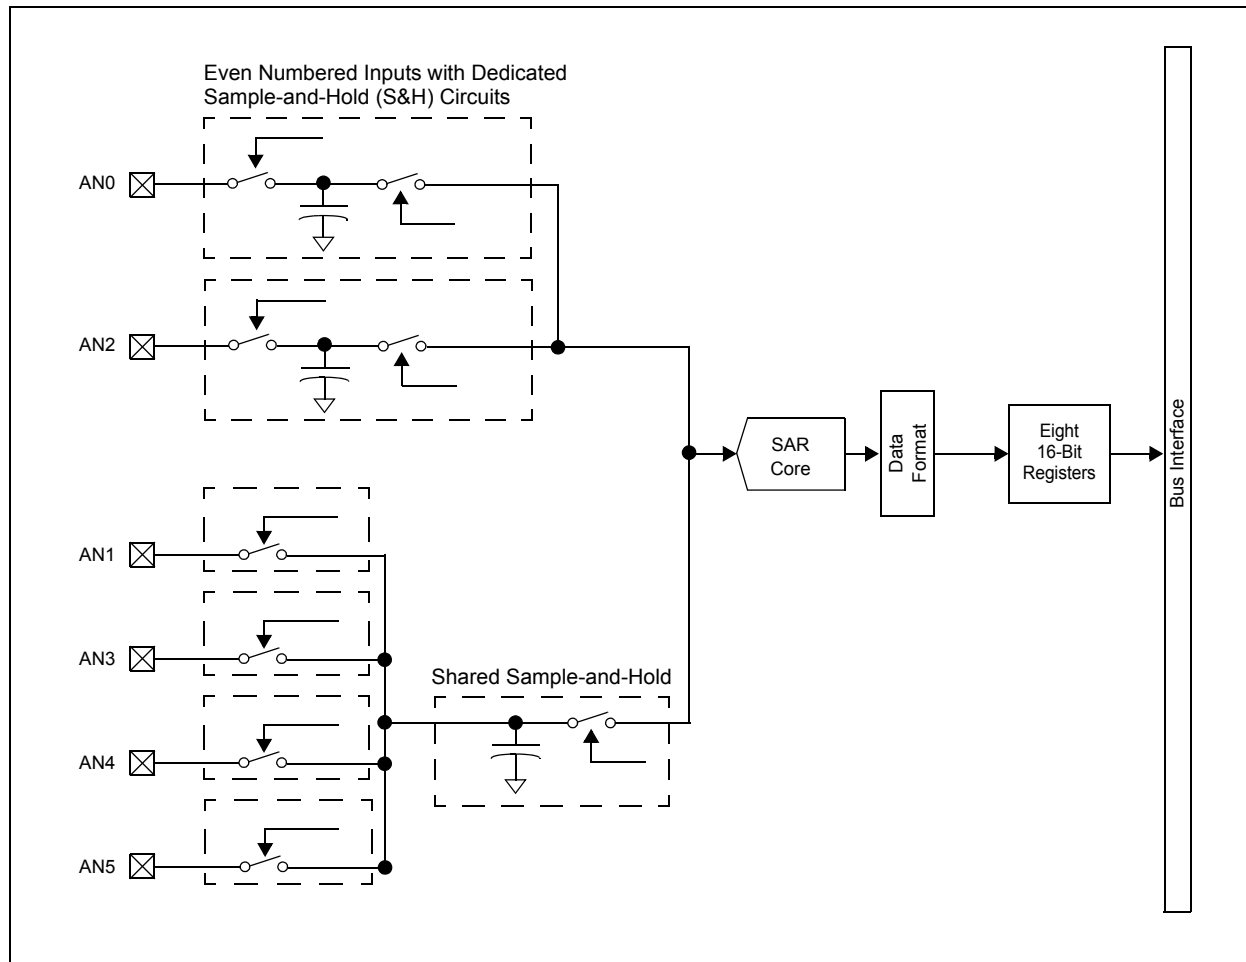 Even Numbered Inputs with Dedicated
Sample-and-Hold (S&H) Circuits
AN0
AN2
SAR
Core
Data
Format
Eight
16-Bit
Registers
Bus Interface
AN1
AN3
Shared Sample-and-Hold
AN4
AN5